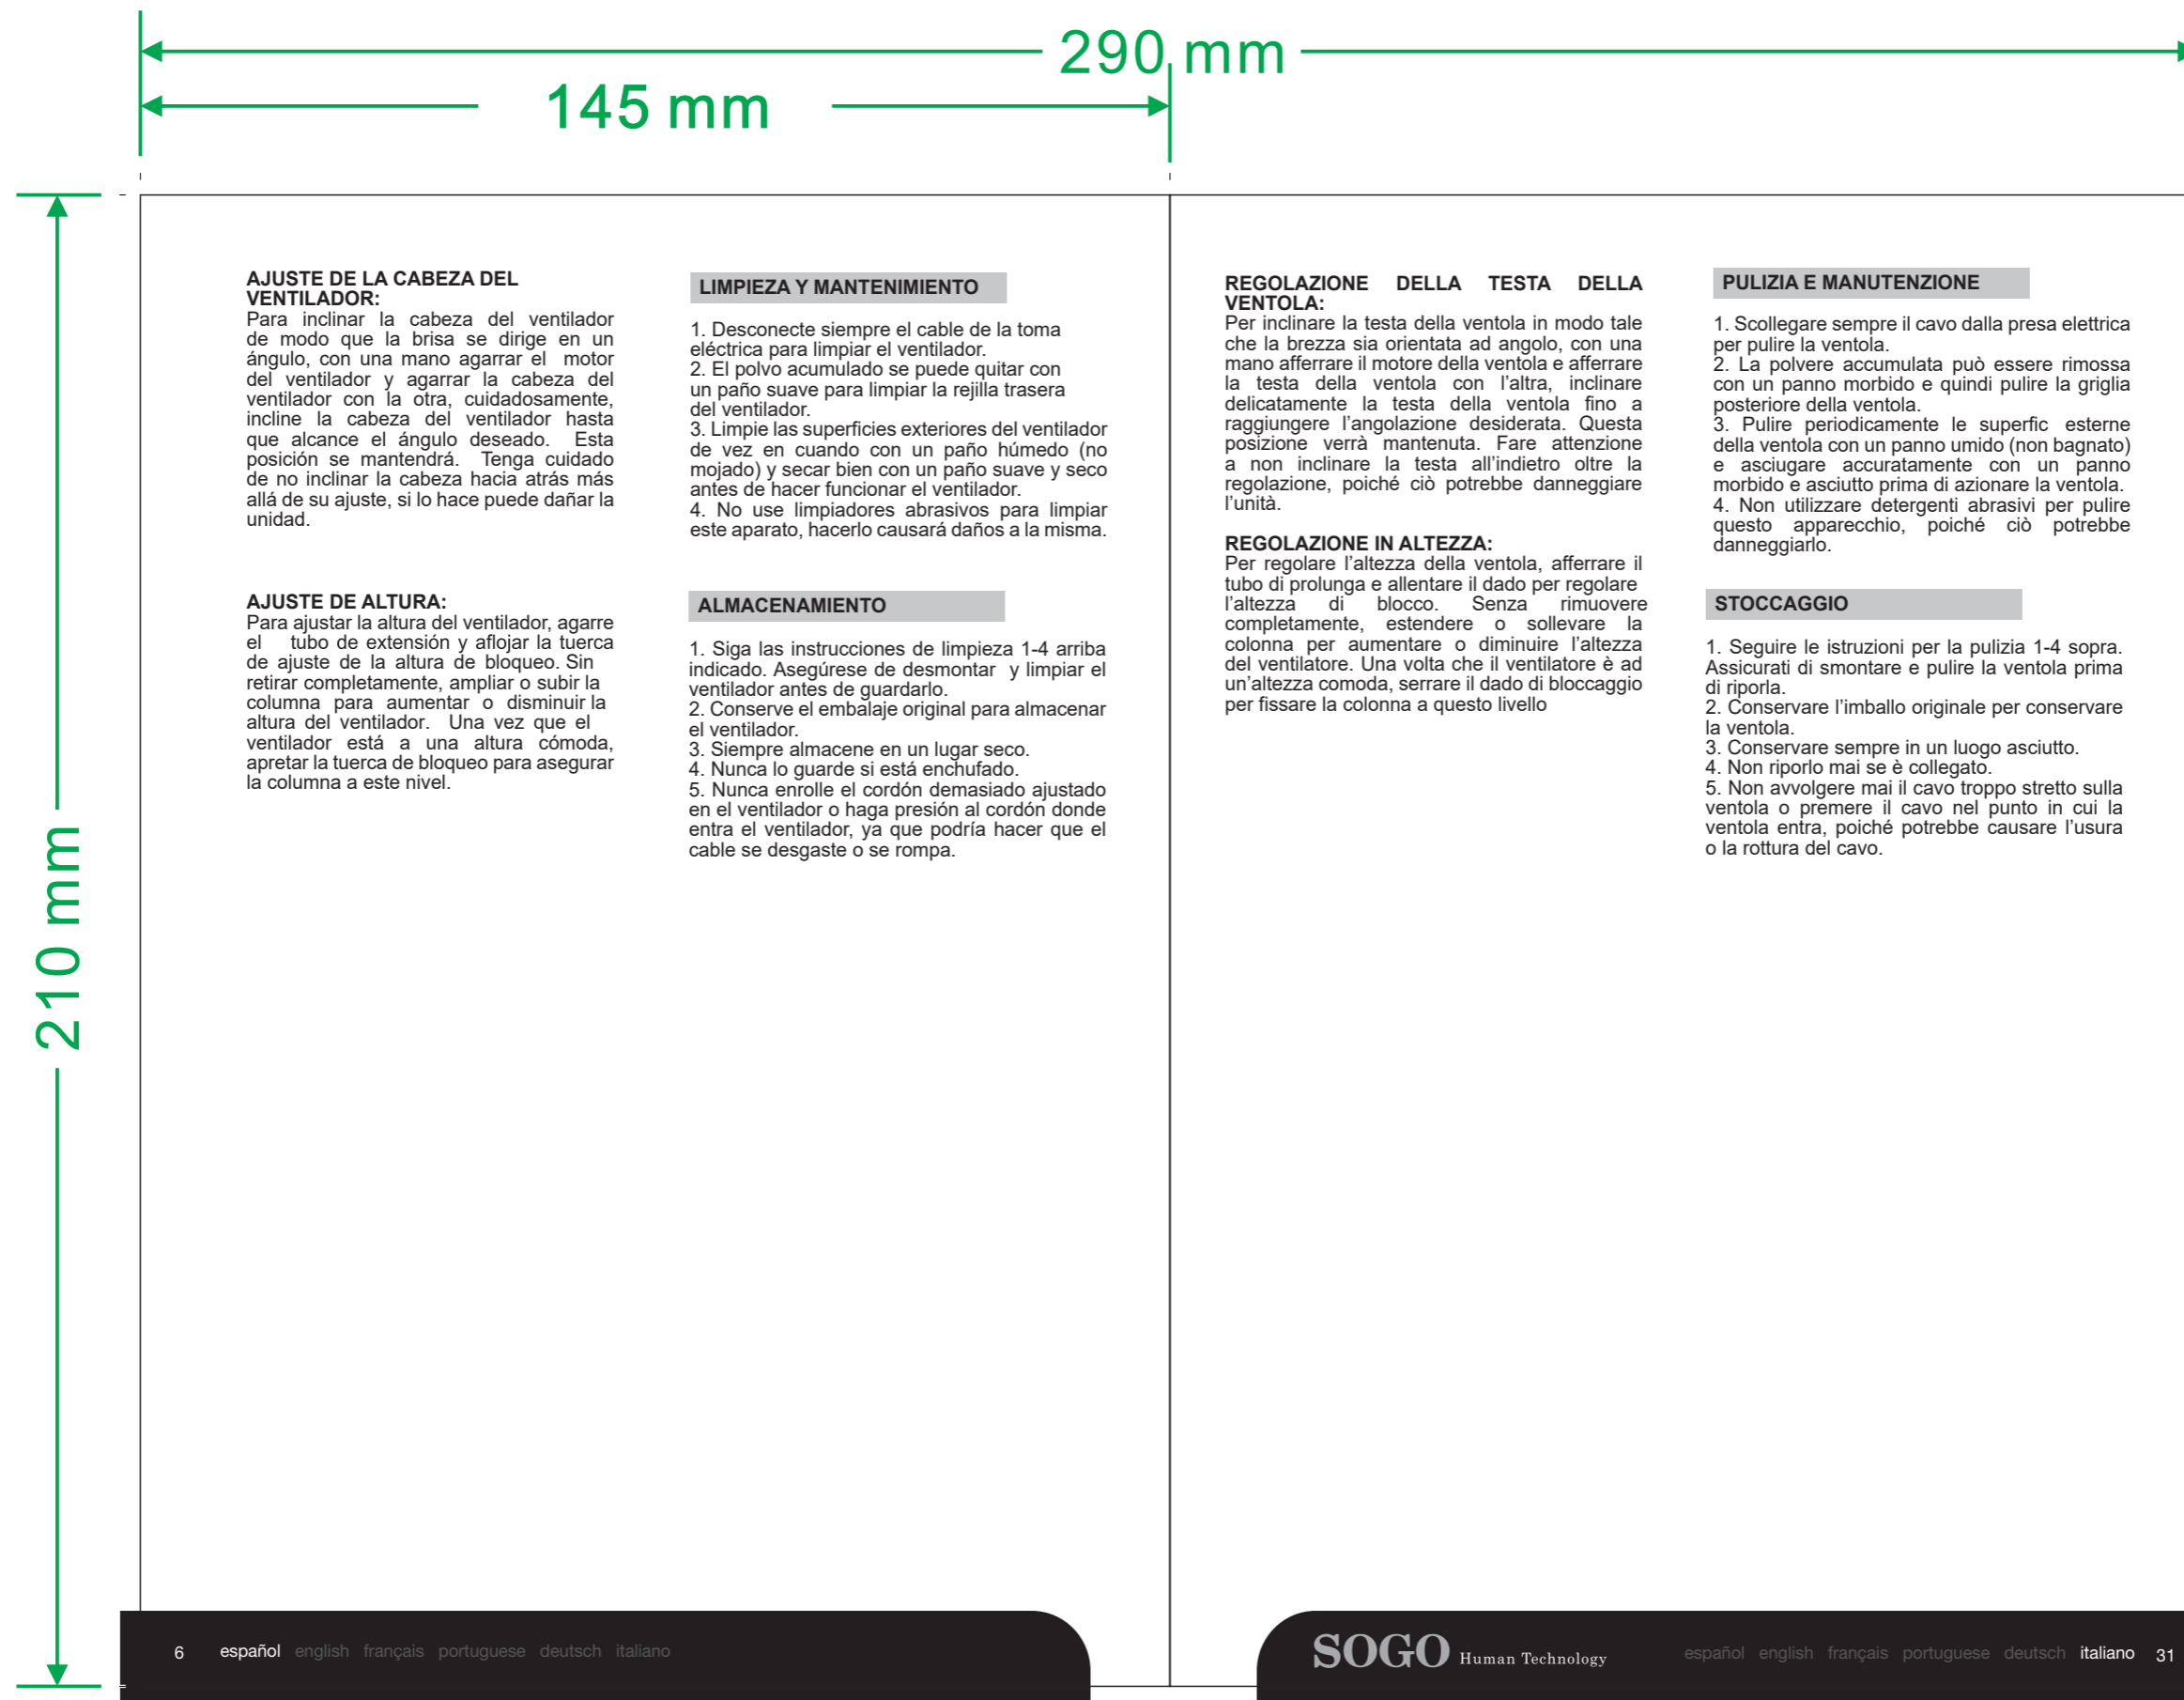 290 mm
145 mm
210 mm
AJUSTE DE LA CABEZA DEL
VENTILADOR:
Para inclinar la cabeza del ventilador
de modo que la brisa se dirige en un
ángulo, con una mano agarrar el motor
del ventilador y agarrar la cabeza del
ventilador con la otra, cuidadosamente,
incline la cabeza del ventilador hasta
que alcance el ángulo deseado. Esta
posición se mantendrá. Tenga cuidado
de no inclinar la cabeza hacia atrás más
allá de su ajuste, si lo hace puede dañar la
unidad.
AJUSTE DE ALTURA:
Para ajustar la altura del ventilador, agarre
el tubo de extensión y aflojar la tuerca
de ajuste de la altura de bloqueo. Sin
retirar completamente, ampliar o subir la
columna para aumentar o disminuir la
altura del ventilador. Una vez que el
ventilador está a una altura cómoda,
apretar la tuerca de bloqueo para asegurar
la columna a este nivel.
LIMPIEZA Y MANTENIMIENTO
1. Desconecte siempre el cable de la toma
eléctrica para limpiar el ventilador.
2. El polvo acumulado se puede quitar con
un paño suave para limpiar la rejilla trasera
del ventilador.
3. Limpie las superficies exteriores del ventilador
de vez en cuando con un paño húmedo (no
mojado) y secar bien con un paño suave y seco
antes de hacer funcionar el ventilador.
4. No use limpiadores abrasivos para limpiar
este aparato, hacerlo causará daños a la misma.
ALMACENAMIENTO
1. Siga las instrucciones de limpieza 1-4 arriba
indicado. Asegúrese de desmontar y limpiar el
ventilador antes de guardarlo.
2. Conserve el embalaje original para almacenar
el ventilador.
3. Siempre almacene en un lugar seco.
4. Nunca lo guarde si está enchufado.
5. Nunca enrolle el cordón demasiado ajustado
en el ventilador o haga presión al cordón donde
entra el ventilador, ya que podría hacer que el
cable se desgaste o se rompa.
6 español english français portuguese deutsch italiano
REGOLAZIONE DELLA TESTA DELLA
VENTOLA:
Per inclinare la testa della ventola in modo tale
che la brezza sia orientata ad angolo, con una
mano afferrare il motore della ventola e afferrare
la testa della ventola con l'altra, inclinare
delicatamente la testa della ventola fino a
raggiungere l'angolazione desiderata. Questa
posizione verrà mantenuta. Fare attenzione
a non inclinare la testa all'indietro oltre la
regolazione, poiché ciò potrebbe danneggiare
l'unità.
REGOLAZIONE IN ALTEZZA:
Per regolare l'altezza della ventola, afferrare il
tubo di prolunga e allentare il dado per regolare
l'altezza di blocco. Senza rimuovere
completamente, estendere o sollevare la
colonna per aumentare o diminuire l'altezza
del ventilatore. Una volta che il ventilatore è ad
un'altezza comoda, serrare il dado di bloccaggio
per fissare la colonna a questo livello
PULIZIA E MANUTENZIONE
1. Scollegare sempre il cavo dalla presa elettrica
per pulire la ventola.
2. La polvere accumulata può essere rimossa
con un panno morbido e quindi pulire la griglia
posteriore della ventola.
3. Pulire periodicamente le superfic esterne
della ventola con un panno umido (non bagnato)
e asciugare accuratamente con un panno
morbido e asciutto prima di azionare la ventola.
4. Non utilizzare detergenti abrasivi per pulire
questo apparecchio, poiché ciò potrebbe
danneggiarlo.
STOCCAGGIO
1. Seguire le istruzioni per la pulizia 1-4 sopra.
Assicurati di smontare e pulire la ventola prima
di riporla.
2. Conservare l'imballo originale per conservare
la ventola.
3. Conservare sempre in un luogo asciutto.
4. Non riporlo mai se è collegato.
5. Non avvolgere mai il cavo troppo stretto sulla
ventola o premere il cavo nel punto in cui la
ventola entra, poiché potrebbe causare l'usura
o la rottura del cavo.
SOGO Human Technology
español english français portuguese deutsch italiano 31